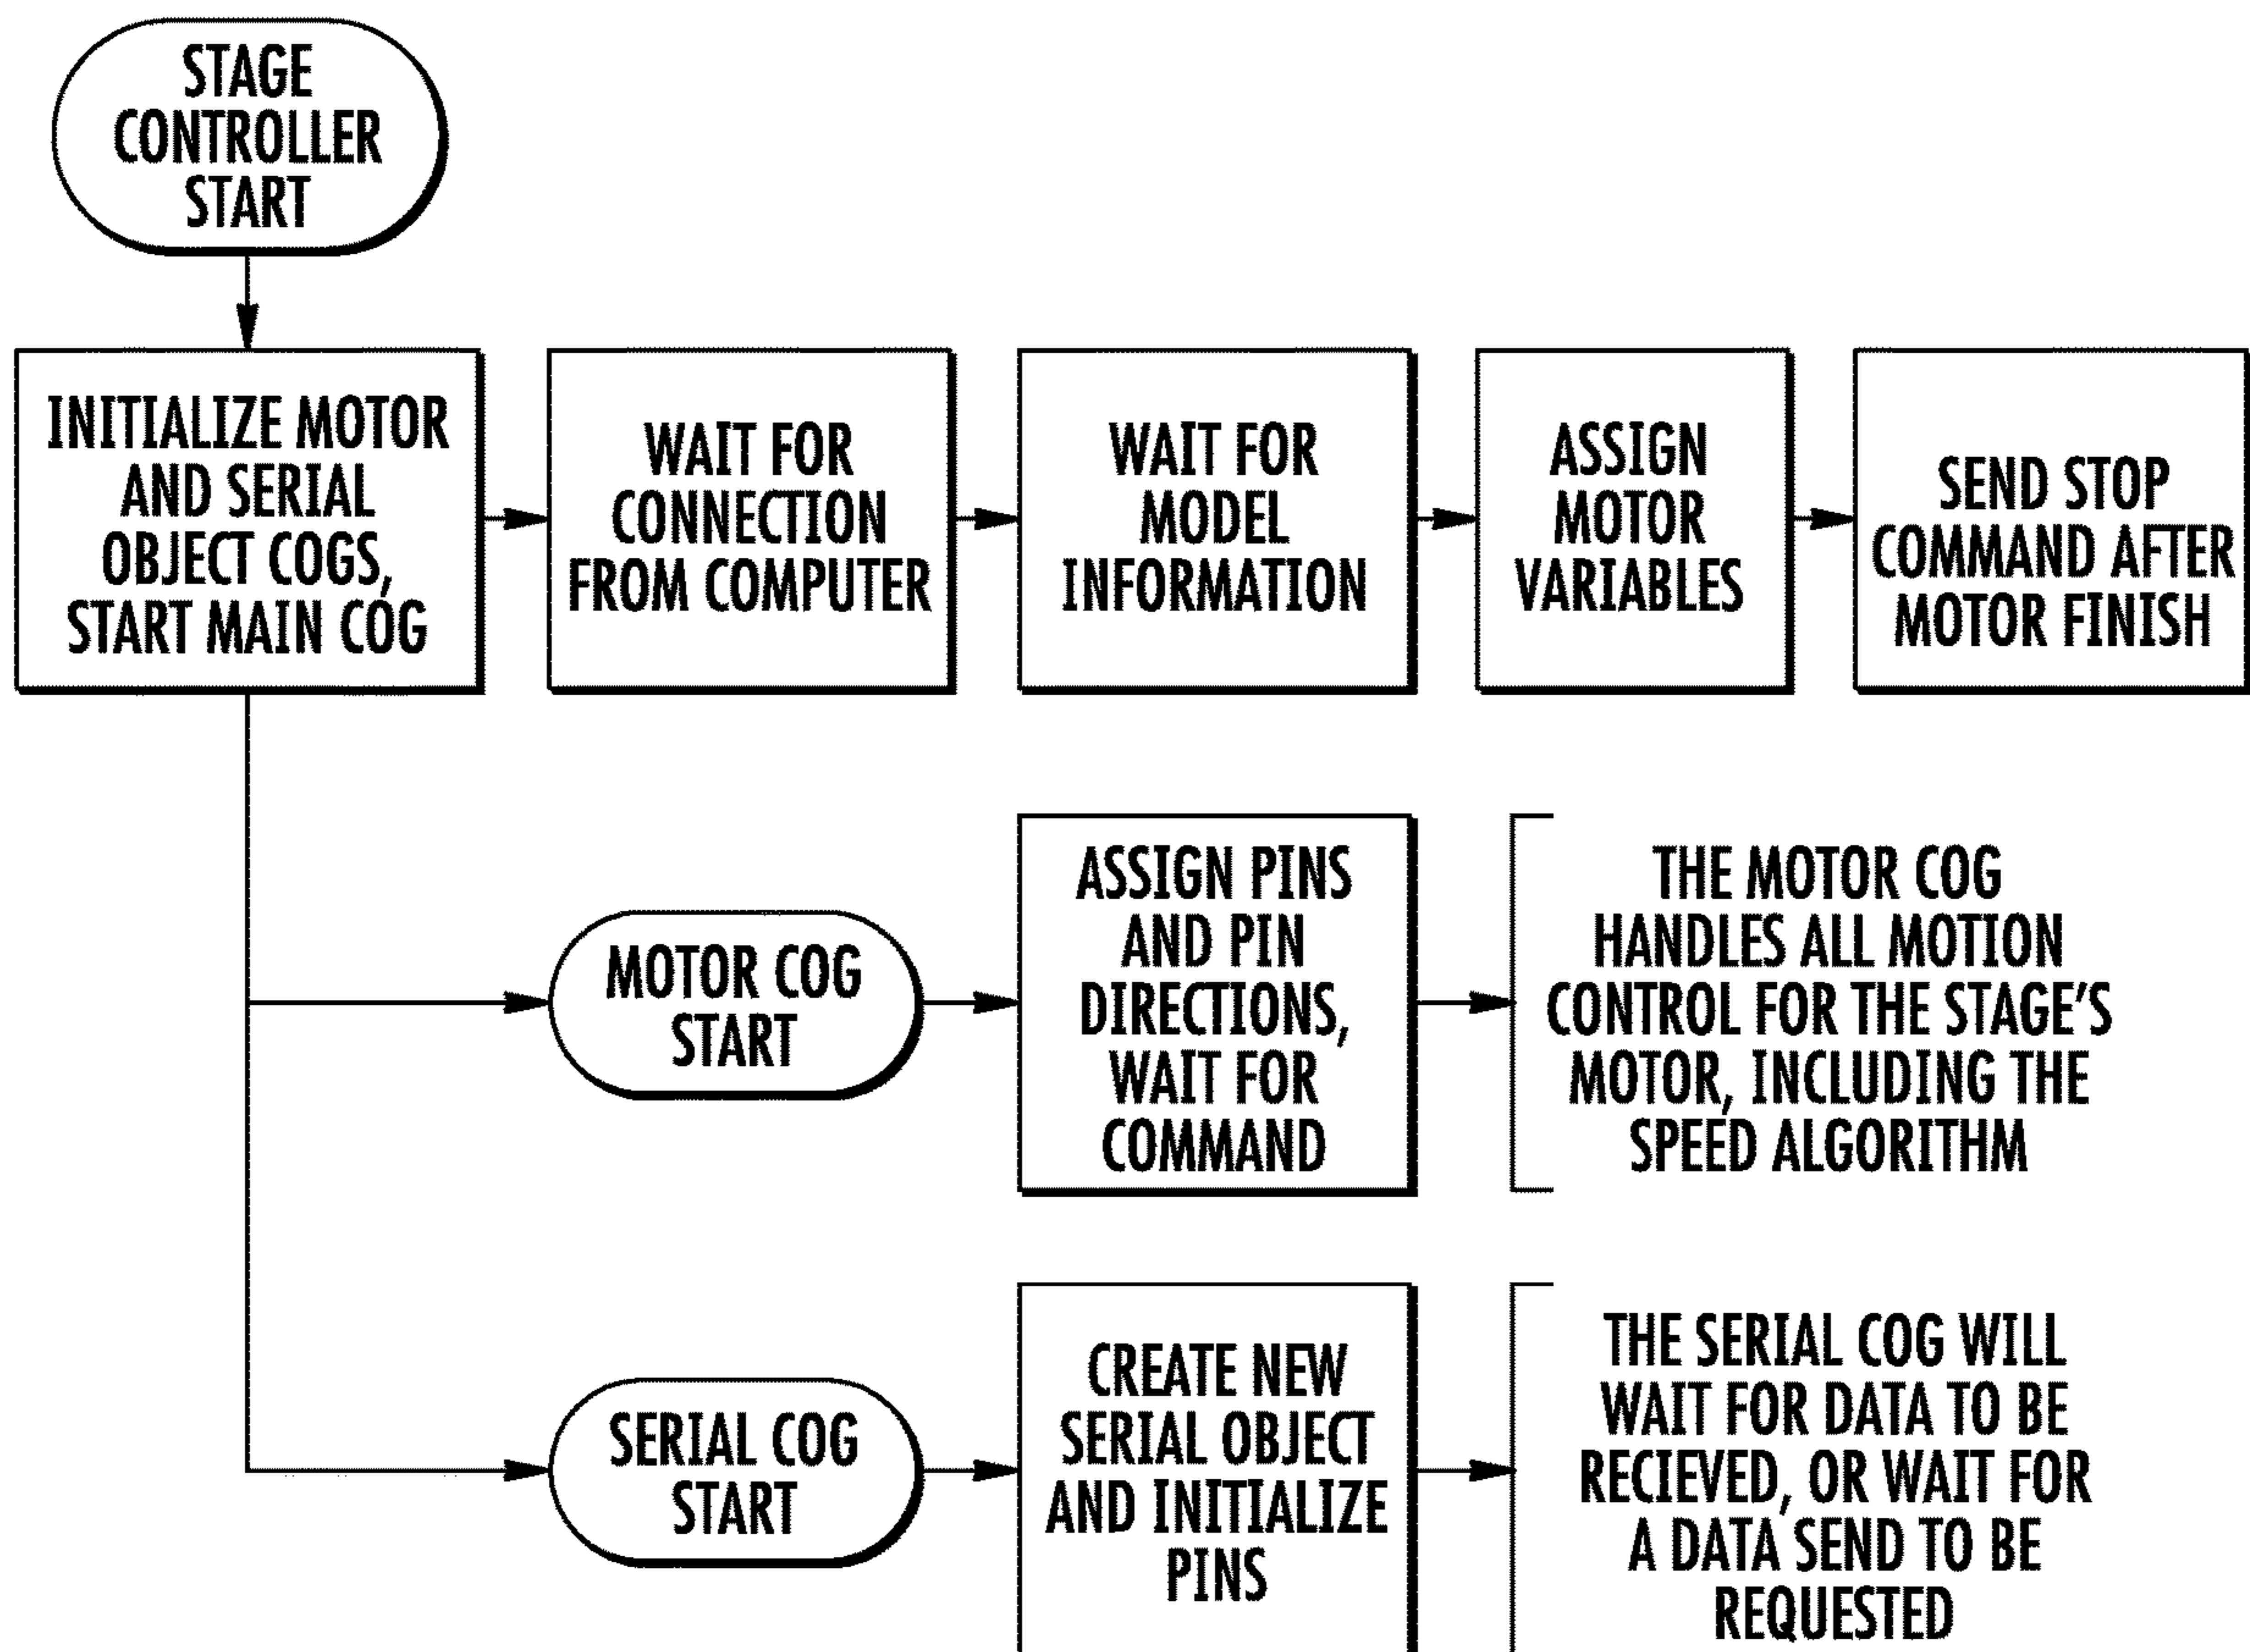 STAGE
CONTROLLER
START
INITIALIZE MOTOR
AND SERIAL
OBJECT COGS,
START MAIN COG
WAIT FOR
CONNECTION
FROM COMPUTER
WAIT FOR
MODEL
INFORMATION
ASSIGN
MOTOR
VARIABLES
SEND STOP
COMMAND AFTER
MOTOR FINISH
MOTOR COG
START
ASSIGN PINS
AND PIN
DIRECTIONS,
WAIT FOR
COMMAND
THE MOTOR COG
HANDLES ALL MOTION
CONTROL FOR THE STAGE'S
MOTOR, INCLUDING THE
SPEED ALGORITHM
SERIAL COG
START
CREATE NEW
SERIAL OBJECT
AND INITIALIZE
PINS
THE SERIAL COG WILL
WAIT FOR DATA TO BE
RECIEVED, OR WAIT FOR
A DATA SEND TO BE
REQUESTED